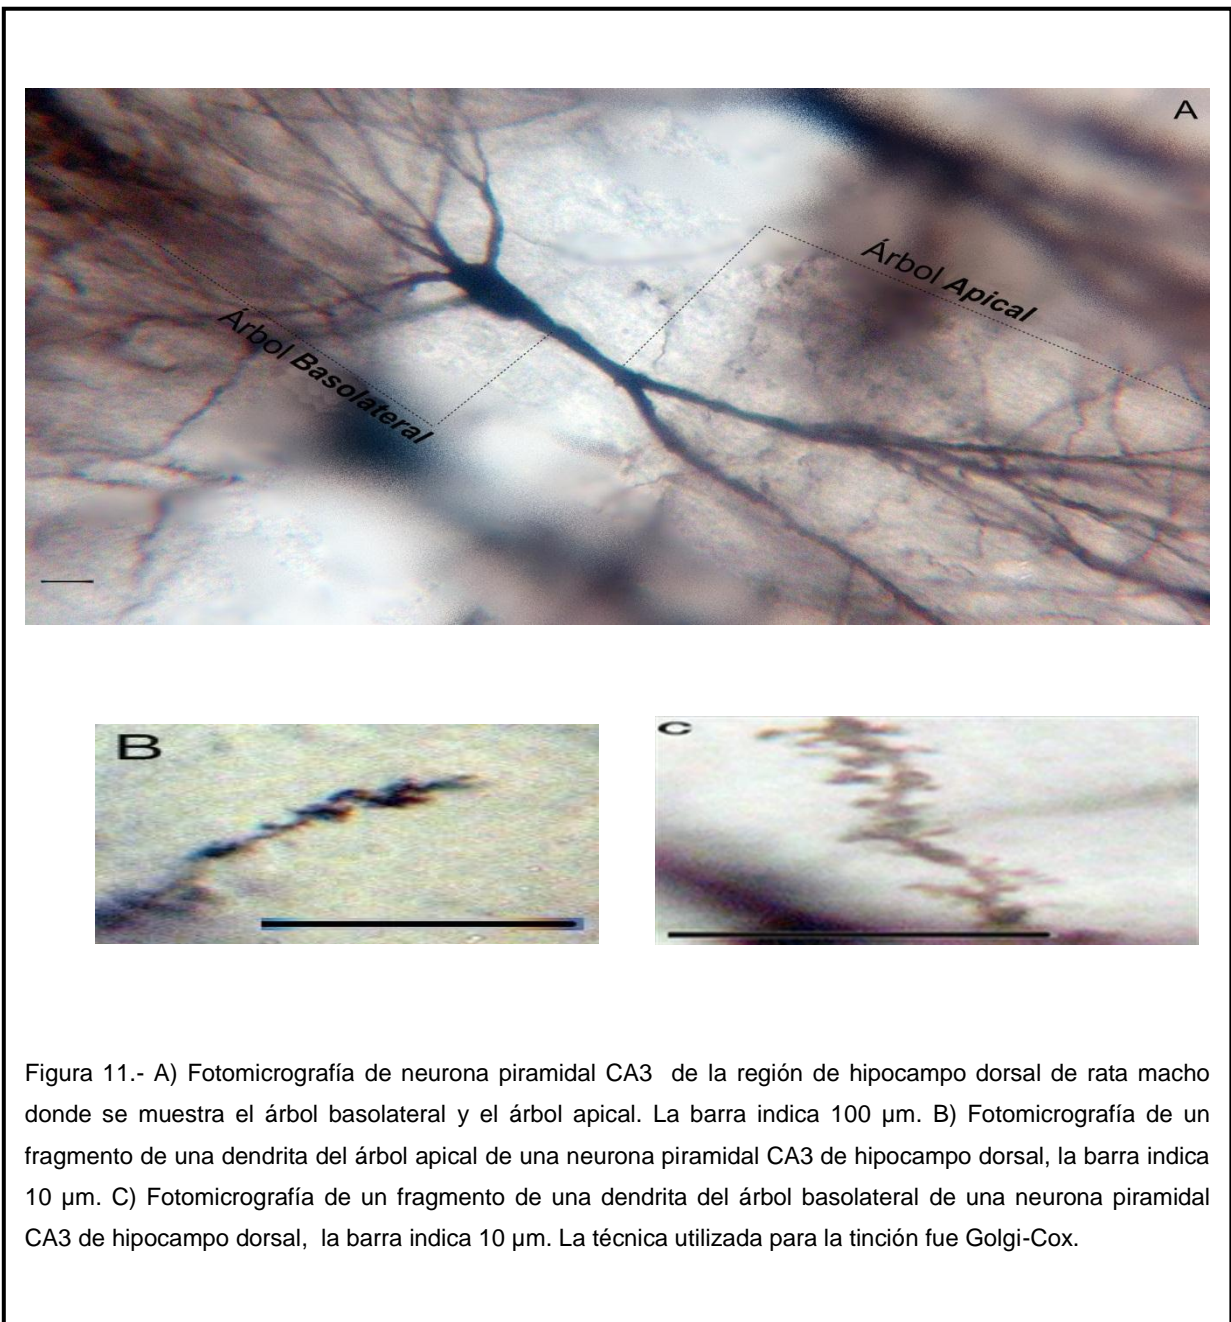 A
Árbol Apical
Árbol Basolateral
B
C
Figura 11.- A) Fotomicrografía de neurona piramidal CA3 de la región de hipocampo dorsal de rata macho
donde se muestra el árbol basolateral y el árbol apical. La barra indica 100 µm. B) Fotomicrografía de un
fragmento de una dendrita del árbol apical de una neurona piramidal CA3 de hipocampo dorsal, la barra indica
10 µm. C) Fotomicrografía de un fragmento de una dendrita del árbol basolateral de una neurona piramidal
CA3 de hipocampo dorsal, la barra indica 10 µm. La técnica utilizada para la tinción fue Golgi-Cox.